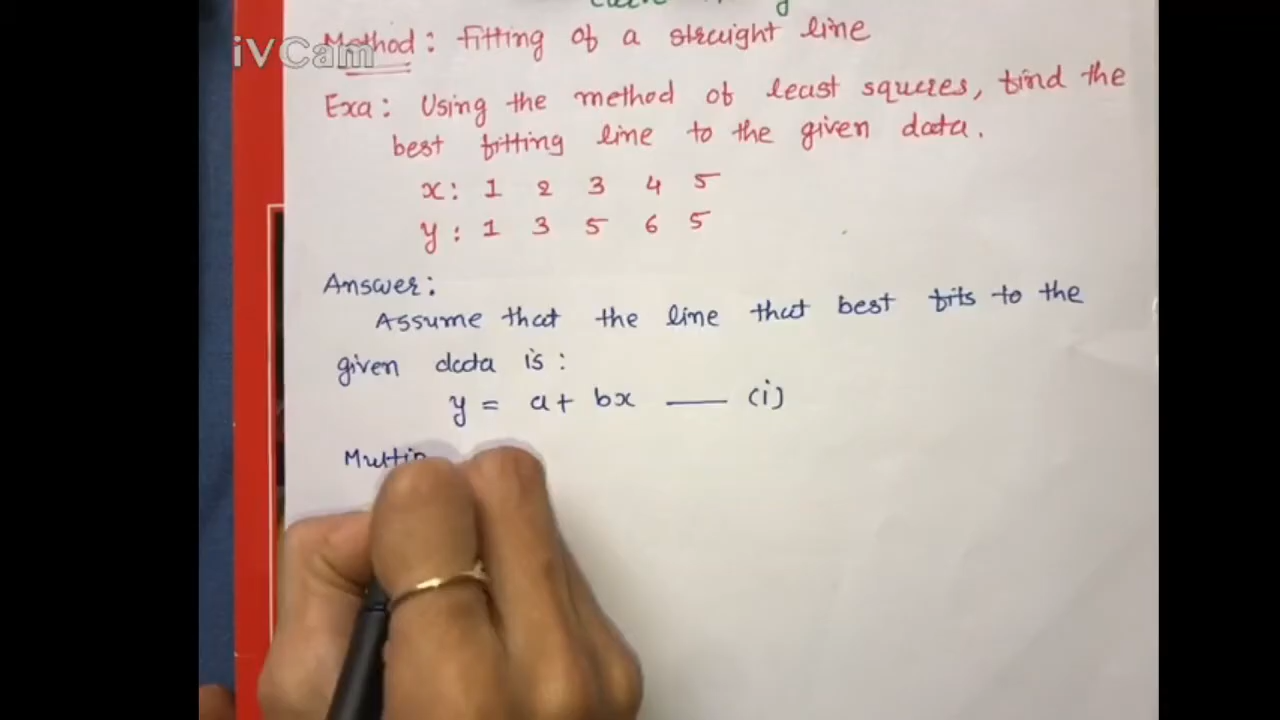 iVCam
Method: Fitting of a straight line
Exa: Using the method of least squares, find the
best fitting line to the given data.
x: 1 2 3 4 5
y: 1 3 5 6 5
Answer:
Assume that the line that best fits to the
given data is:
y = a + bx —— (i)